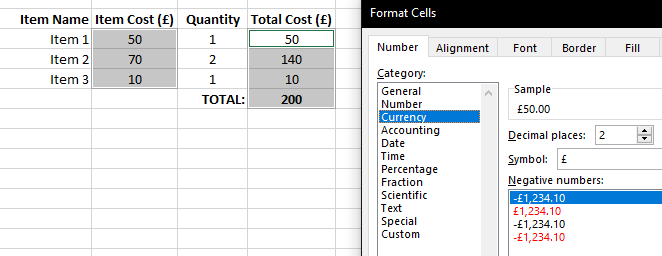 Item Name Item Cost (£) Quantity Total Cost (£)
Item 1 50 1 50
Item 2 70 2 140
Item 3 10 1 10
TOTAL: 200
Format Cells
Number Alignment Font Border Fill
Category:
General
Number
Currency
Accounting
Date
Time
Percentage
Fraction
Scientific
Text
Special
Custom
Sample
£50.00
Decimal places: 2
Symbol: £
Negative numbers:
-£1,234.10
£1,234.10
-£1,234.10
-£1,234.10